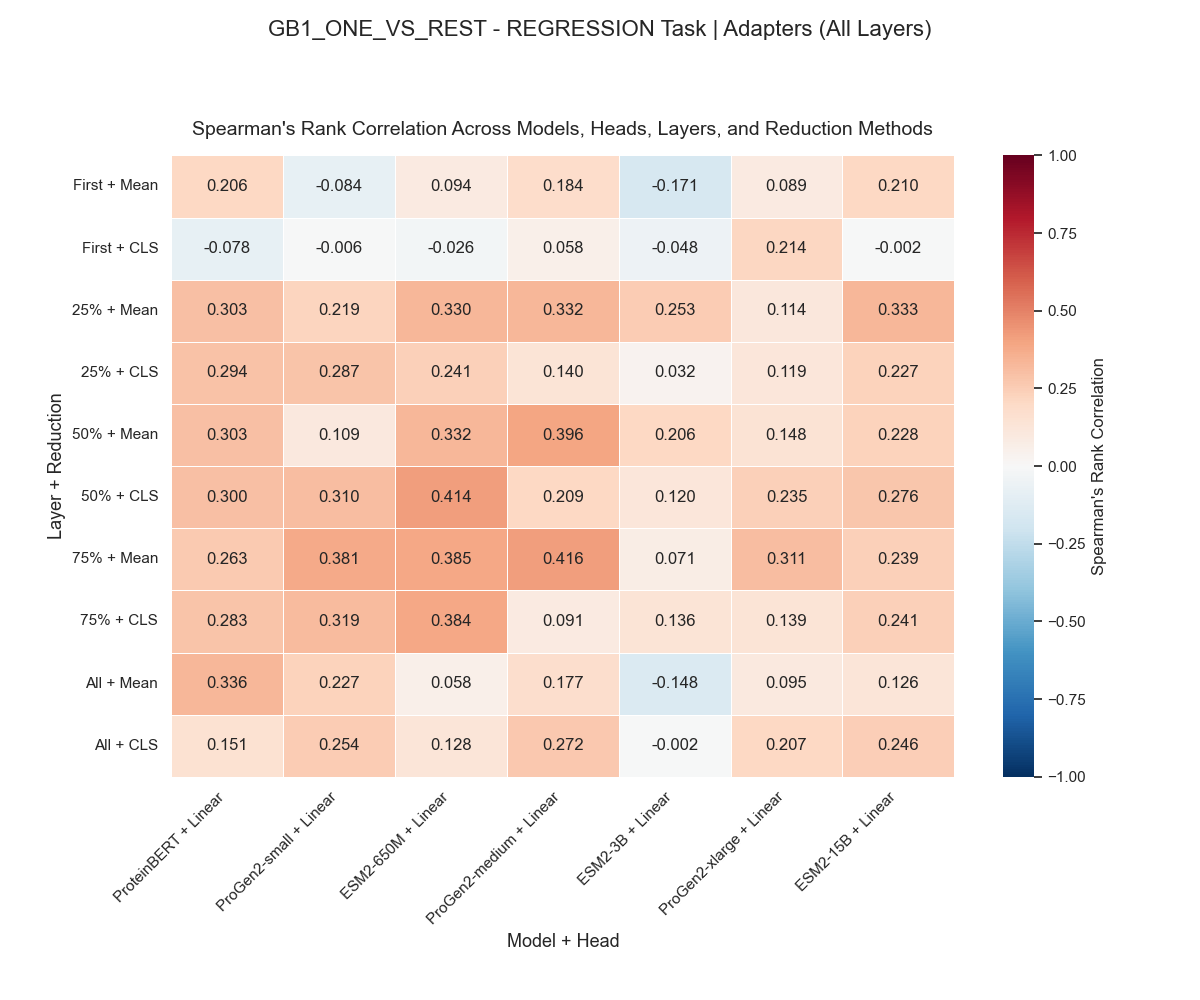 GB1_ONE_VS_REST - REGRESSION Task | Adapters (All Layers)
Spearman's Rank Correlation Across Models, Heads, Layers, and Reduction Methods
Layer + Reduction
First + Mean 0.206 -0.084 0.094 0.184 -0.171 0.089 0.210
First + CLS -0.078 -0.006 -0.026 0.058 -0.048 0.214 -0.002
25% + Mean 0.303 0.219 0.330 0.332 0.253 0.114 0.333
25% + CLS 0.294 0.287 0.241 0.140 0.032 0.119 0.227
50% + Mean 0.303 0.109 0.332 0.396 0.206 0.148 0.228
50% + CLS 0.300 0.310 0.414 0.209 0.120 0.235 0.276
75% + Mean 0.263 0.381 0.385 0.416 0.071 0.311 0.239
75% + CLS 0.283 0.319 0.384 0.091 0.136 0.139 0.241
All + Mean 0.336 0.227 0.058 0.177 -0.148 0.095 0.126
All + CLS 0.151 0.254 0.128 0.272 -0.002 0.207 0.246
ProteinBERT + Linear
ProGen2-small + Linear
ESM2-650M + Linear
ProGen2-medium + Linear
ESM2-3B + Linear
ProGen2-xlarge + Linear
ESM2-15B + Linear
Model + Head
1.00
0.75
0.50
0.25
0.00
−0.25
−0.50
−0.75
−1.00
Spearman's Rank Correlation